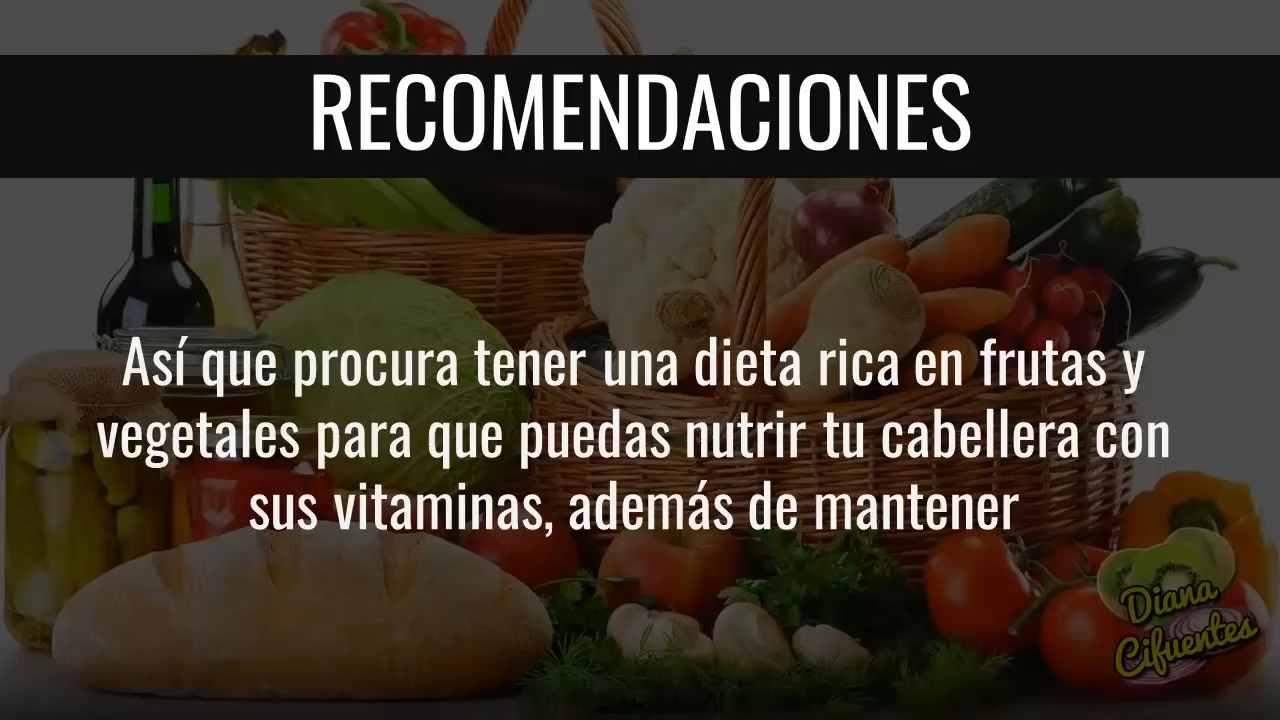 RECOMENDACIONES
Así que procura tener una dieta rica en frutas y
vegetales para que puedas nutrir tu cabellera con
sus vitaminas, además de mantener
Diana
Cifuentes